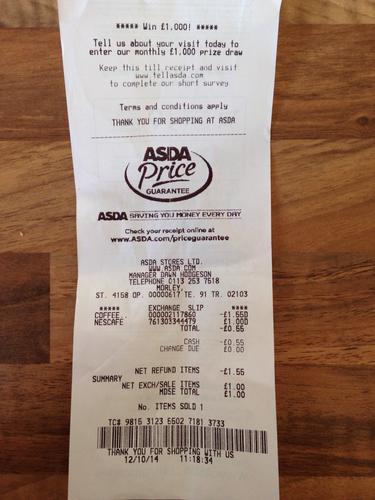 ***** Win £1,000! *****
Tell us about your visit today to
enter our monthly £1,000 prize draw
Keep this till receipt and visit
www.tellasda.com
to complete our short survey
Terms and conditions apply
THANK YOU FOR SHOPPING AT ASDA
ASDA
Price
GUARANTEE
ASDA SAVING YOU MONEY EVERY DAY
Check your receipt online at
www.ASDA.com/priceguarantee
ASDA STORES LTD.
WWW.ASDA.COM
MANAGER DAWN HODGESON
TELEPHONE 0113 253 7618
MORLEY,
ST. 4158 OP. 00000617 TE. 91 TR. 02103
***** EXCHANGE SLIP ****
COFFEE.. 000002117860 -£1.55D
NESCAFE 761303344479 £1.00D
TOTAL -£0.55
CASH -£0.55
CHANGE DUE £0.00
NET REFUND ITEMS -£1.55
SUMMARY
NET EXCH/SALE ITEMS £1.00
MDSE TOTAL £1.00
No. ITEMS SOLD 1
TC# 9815 3123 5502 7181 3733
THANK YOU FOR SHOPPING WITH US
12/10/14 11:18:34